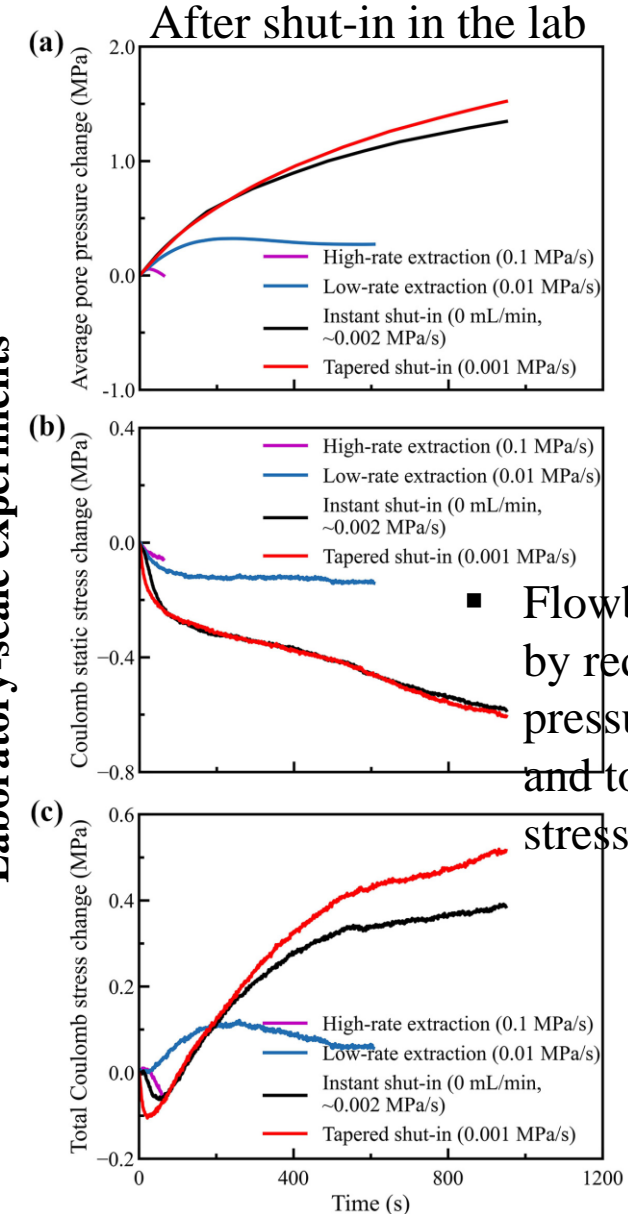 After shut-in in the lab
(a)
Average pore pressure change (MPa)
2.0
1.0
0.0
-1.0
High-rate extraction (0.1 MPa/s)
Low-rate extraction (0.01 MPa/s)
Instant shut-in (0 mL/min,
~0.002 MPa/s)
Tapered shut-in (0.001 MPa/s)
Laboratory-scale experiments
(b)
Coulomb static stress change (MPa)
0.4
0.0
−0.4
−0.8
High-rate extraction (0.1 MPa/s)
Low-rate extraction (0.01 MPa/s)
Instant shut-in (0 mL/min,
~0.002 MPa/s)
Tapered shut-in (0.001 MPa/s)
▪ Flowb
by red
pressu
and to
stress
(c)
Total Coulomb stress change (MPa)
0.6
0.4
0.2
0.0
−0.2
High-rate extraction (0.1 MPa/s)
Low-rate extraction (0.01 MPa/s)
Instant shut-in (0 mL/min,
~0.002 MPa/s)
Tapered shut-in (0.001 MPa/s)
0 400 800 1200
Time (s)